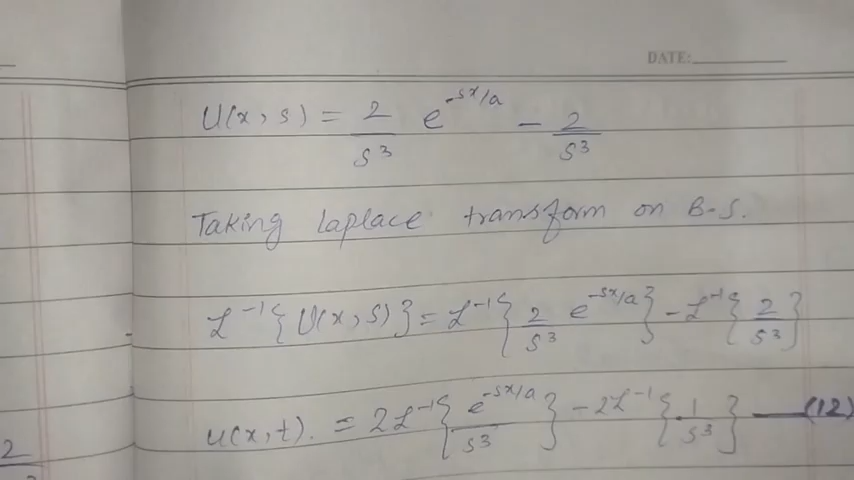 DATE:
U(x, s) = 2/s³ e^(-sx/a) - 2/s³
Taking laplace transform on B-S.
ℒ⁻¹{U(x, s)} = ℒ⁻¹{2/s³ e^(-sx/a)} - ℒ⁻¹{2/s³}
u(x, t). = 2ℒ⁻¹{e^(-sx/a)/s³} - 2ℒ⁻¹{1/s³} —(12)
2